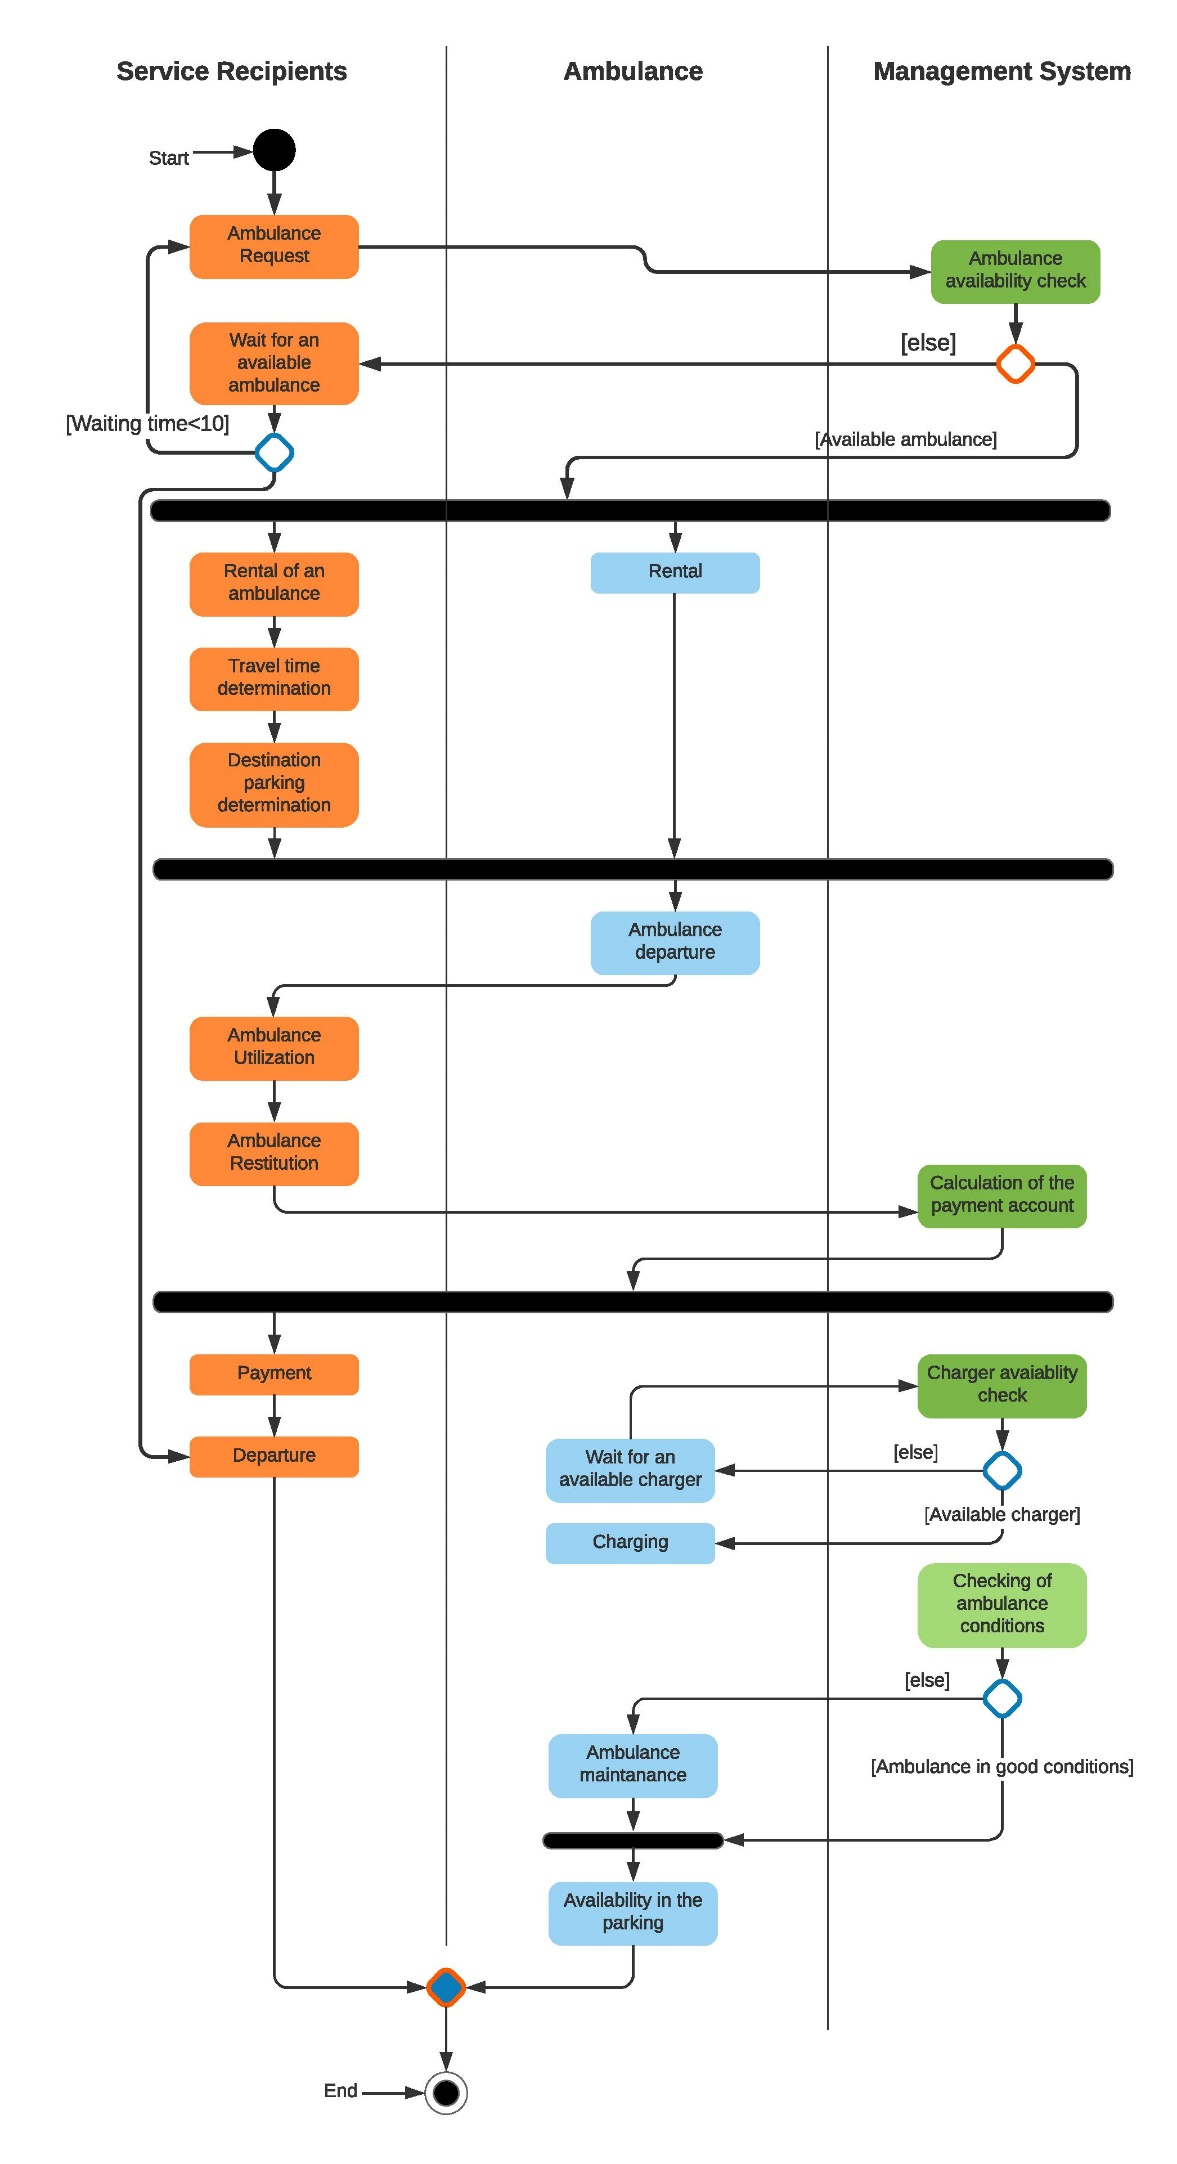 Service Recipients
Ambulance
Management System
Start
Ambulance
Request
Ambulance
availability check
Wait for an
available
ambulance
[else]
[Waiting time<10]
[Available ambulance]
Rental of an
ambulance
Rental
Travel time
determination
Destination
parking
determination
Ambulance
departure
Ambulance
Utilization
Ambulance
Restitution
Calculation of the
payment account
Payment
Charger avaiablity
check
Departure
Wait for an
available charger
[else]
[Available charger]
Charging
Checking of
ambulance
conditions
[else]
Ambulance
maintanance
[Ambulance in good conditions]
Availability in the
parking
End